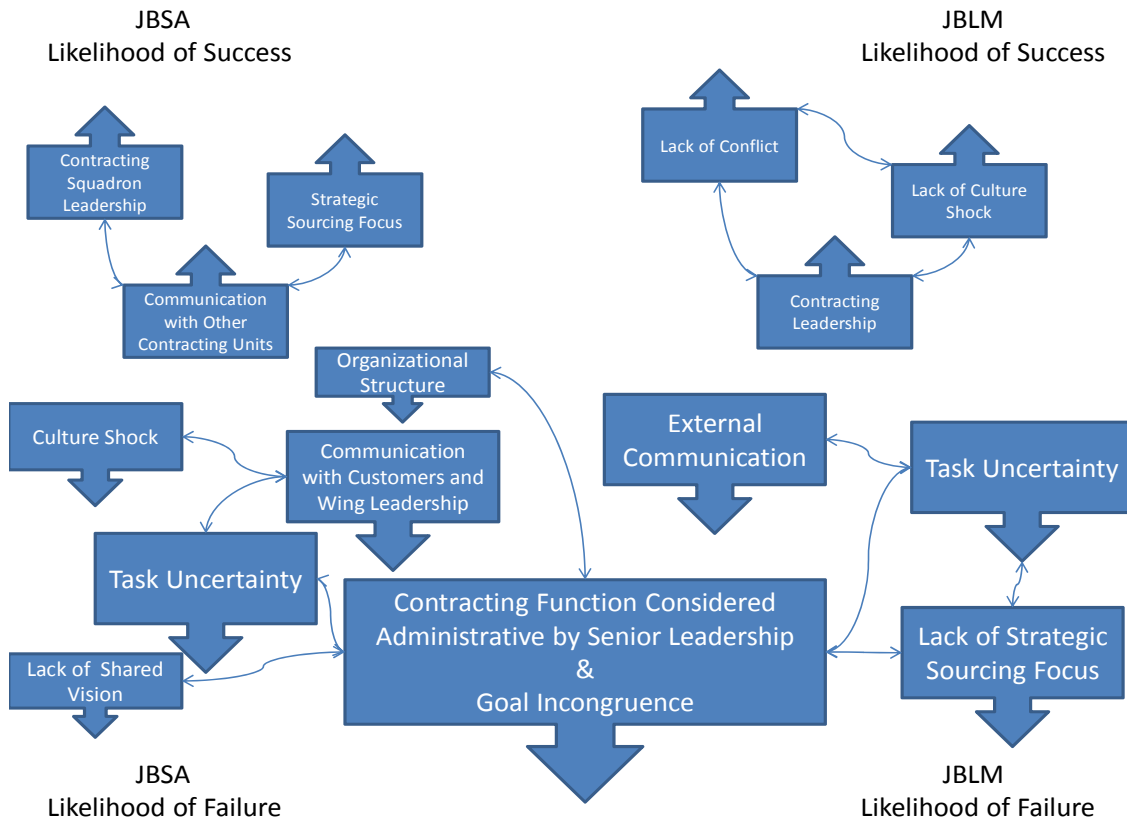 JBSA
Likelihood of Success
JBLM
Likelihood of Success
Contracting
Squadron
Leadership
Strategic
Sourcing Focus
Communication
with Other
Contracting Units
Lack of Conflict
Lack of Culture
Shock
Contracting
Leadership
Organizational
Structure
Culture Shock
Communication
with Customers and
Wing Leadership
Task Uncertainty
Lack of  Shared
Vision
External
Communication
Task Uncertainty
Contracting Function Considered
Administrative by Senior Leadership
&
Goal Incongruence
Lack of Strategic
Sourcing Focus
JBSA
Likelihood of Failure
JBLM
Likelihood of Failure